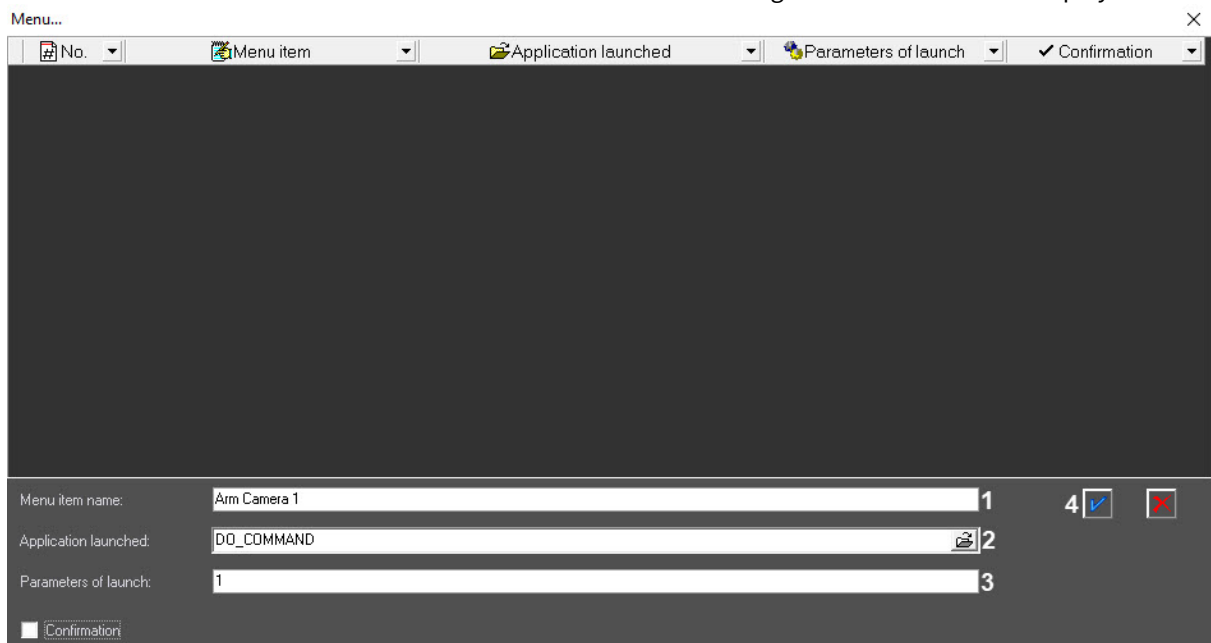 Menu...
No. Menu item Application launched Parameters of launch Confirmation
Menu item name: Arm Camera 1 1 4
Application launched: DO_COMMAND 2
Parameters of launch: 1 3
Confirmation